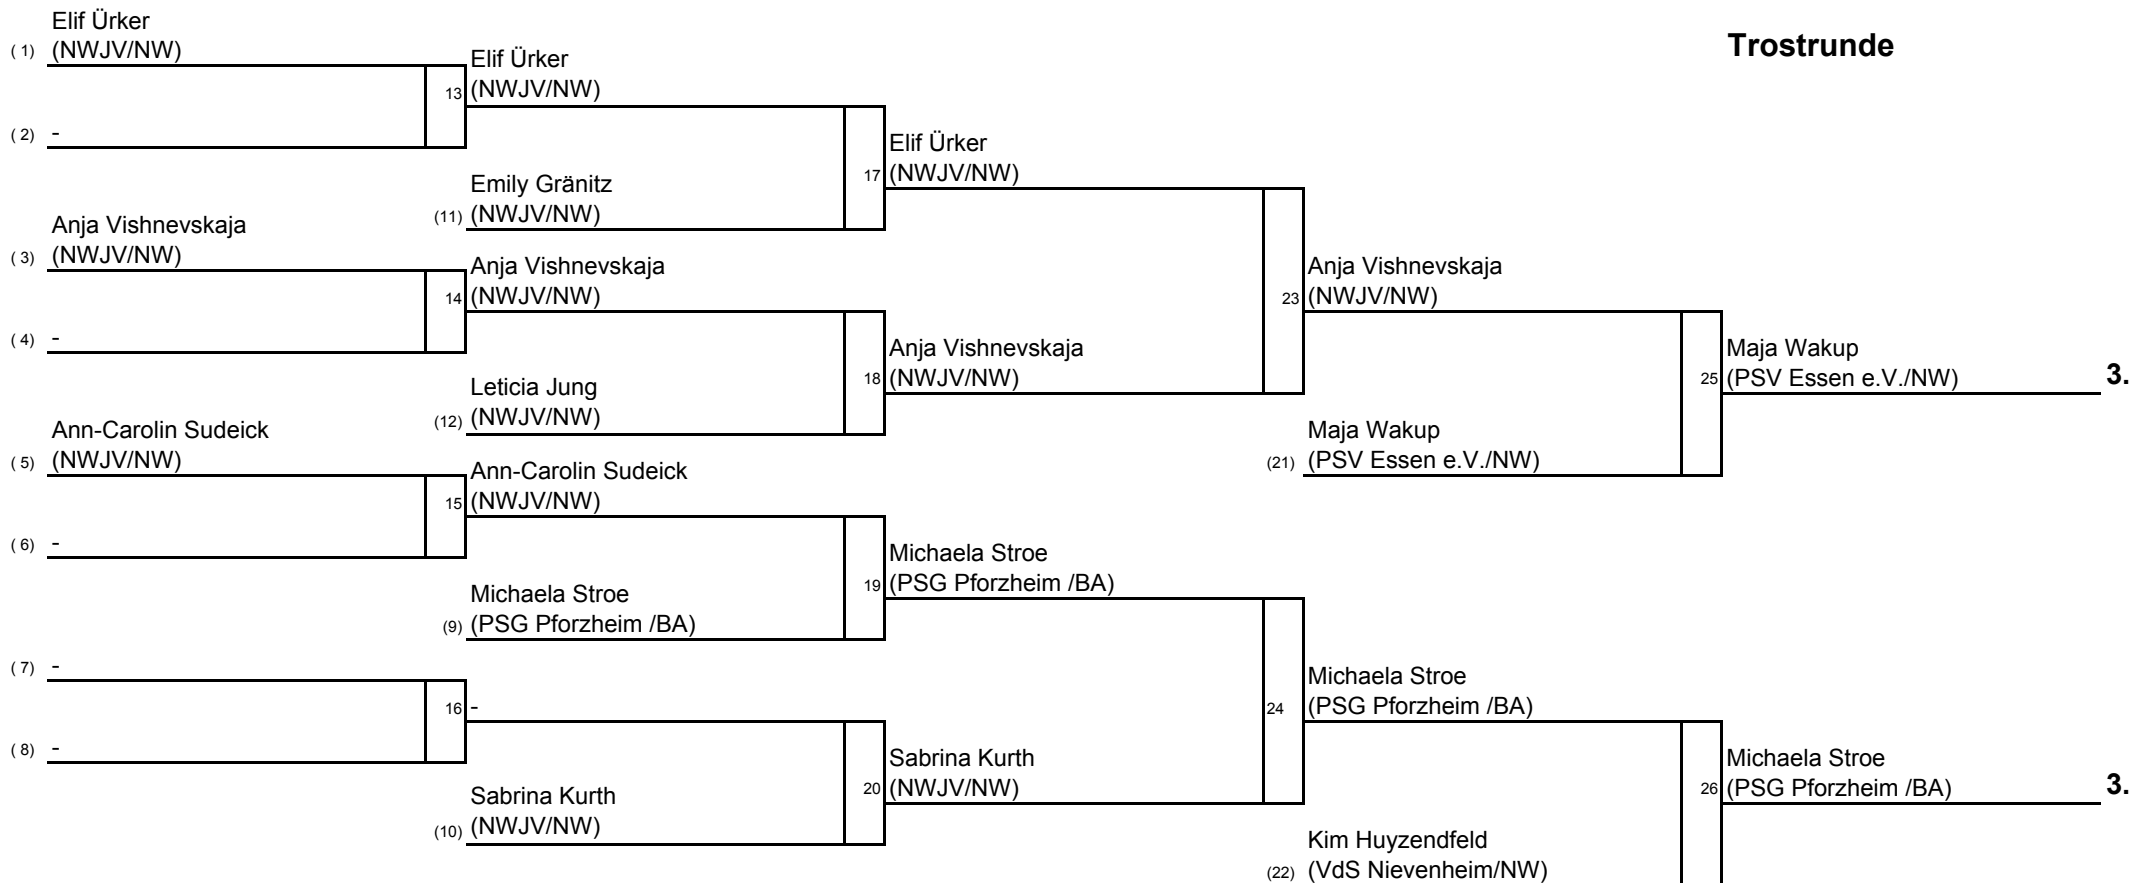 Trostrunde
Elif Ürker
( 1) (NWJV/NW)
( 2) -
Anja Vishnevskaja
( 3) (NWJV/NW)
( 4) -
Ann-Carolin Sudeick
( 5) (NWJV/NW)
( 6) -
( 7) -
( 8) -
Elif Ürker
13 (NWJV/NW)
Emily Gränitz
(11) (NWJV/NW)
Anja Vishnevskaja
14 (NWJV/NW)
Leticia Jung
(12) (NWJV/NW)
Ann-Carolin Sudeick
15 (NWJV/NW)
Michaela Stroe
(9) (PSG Pforzheim /BA)
16 -
Sabrina Kurth
(10) (NWJV/NW)
Elif Ürker
17 (NWJV/NW)
Anja Vishnevskaja
18 (NWJV/NW)
Michaela Stroe
19 (PSG Pforzheim /BA)
Sabrina Kurth
20 (NWJV/NW)
Anja Vishnevskaja
23 (NWJV/NW)
Maja Wakup
(21) (PSV Essen e.V./NW)
Michaela Stroe
24 (PSG Pforzheim /BA)
Kim Huyzendfeld
(22) (VdS Nievenheim/NW)
Maja Wakup
25 (PSV Essen e.V./NW) 3.
Michaela Stroe
26 (PSG Pforzheim /BA) 3.